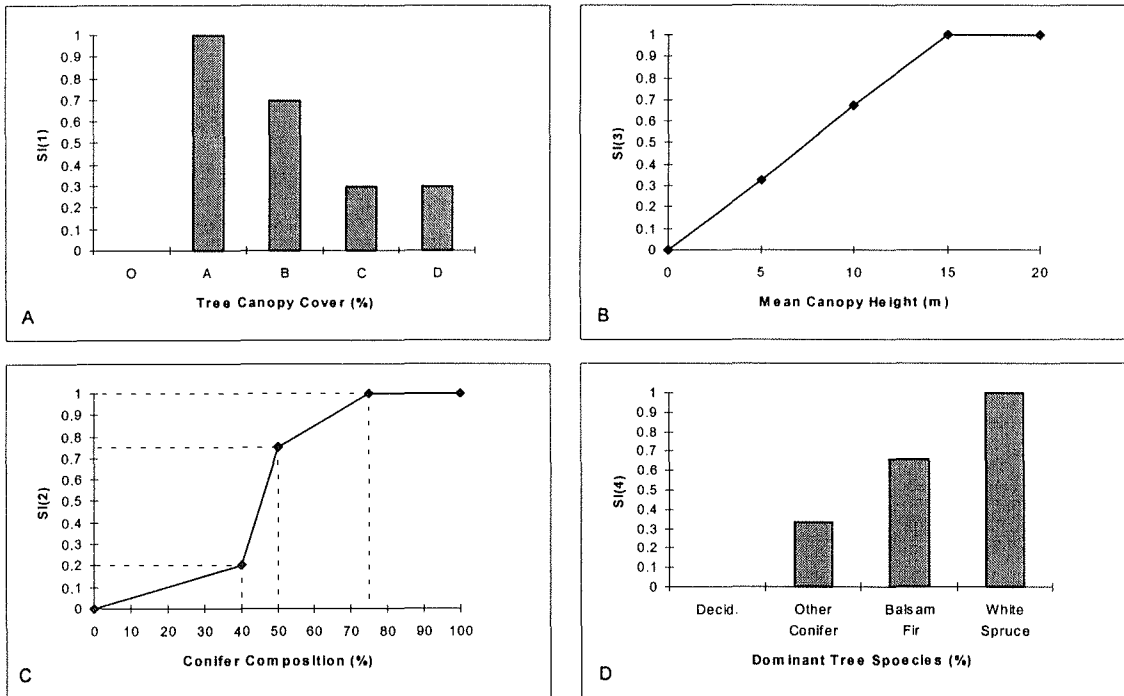 1
0.9
0.8
0.7
0.6
0.5
0.4
0.3
0.2
0.1
0
SI(1)
O A B C D
Tree Canopy Cover (%)
A
1
0.9
0.8
0.7
0.6
0.5
0.4
0.3
0.2
0.1
0
SI(3)
0 5 10 15 20
Mean Canopy Height (m)
B
1
0.9
0.8
0.7
0.6
0.5
0.4
0.3
0.2
0.1
0
SI(2)
0 10 20 30 40 50 60 70 80 90 100
Conifer Composition (%)
C
1
0.9
0.8
0.7
0.6
0.5
0.4
0.3
0.2
0.1
0
SI(4)
Decid. Other Balsam White
Conifer Fir Spruce
Dominant Tree Spoecies (%)
D